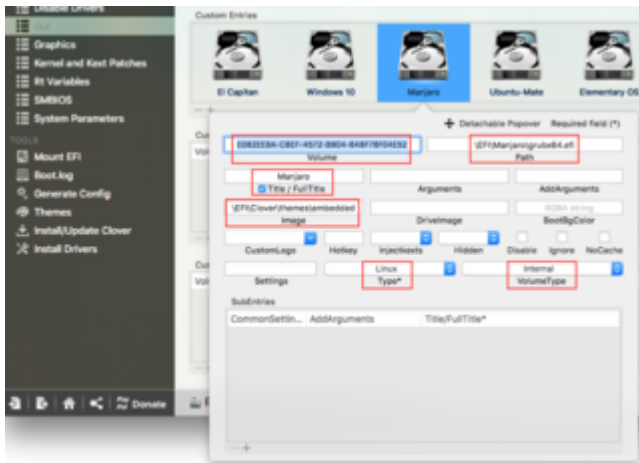 Disable Drivers
Gui
Graphics
Kernel and Kext Patches
Rt Variables
SMBIOS
System Parameters
TOOLS
Mount EFI
Boot.log
Generate Config
Themes
Install/Update Clover
Install Drivers
Donate
Custom Entries
El Capitan
Windows 10
Manjaro
Ubuntu-Mate
Elementary OS
Detachable Popover
Required field (*)
Volume
\EFI\Manjaro\grubx64.efi
Path
Manjaro
Title / FullTitle
Arguments
AddArguments
\EFI\Clover\themes\embedded
Image
DriveImage
RGBA string
BootBgColor
CustomLogo
Hotkey
InjectKexts
Hidden
Disable
Ignore
NoCache
Settings
Linux
Type*
Internal
VolumeType
SubEntries
CommonSettin...
AddArguments
Title/FullTitle*